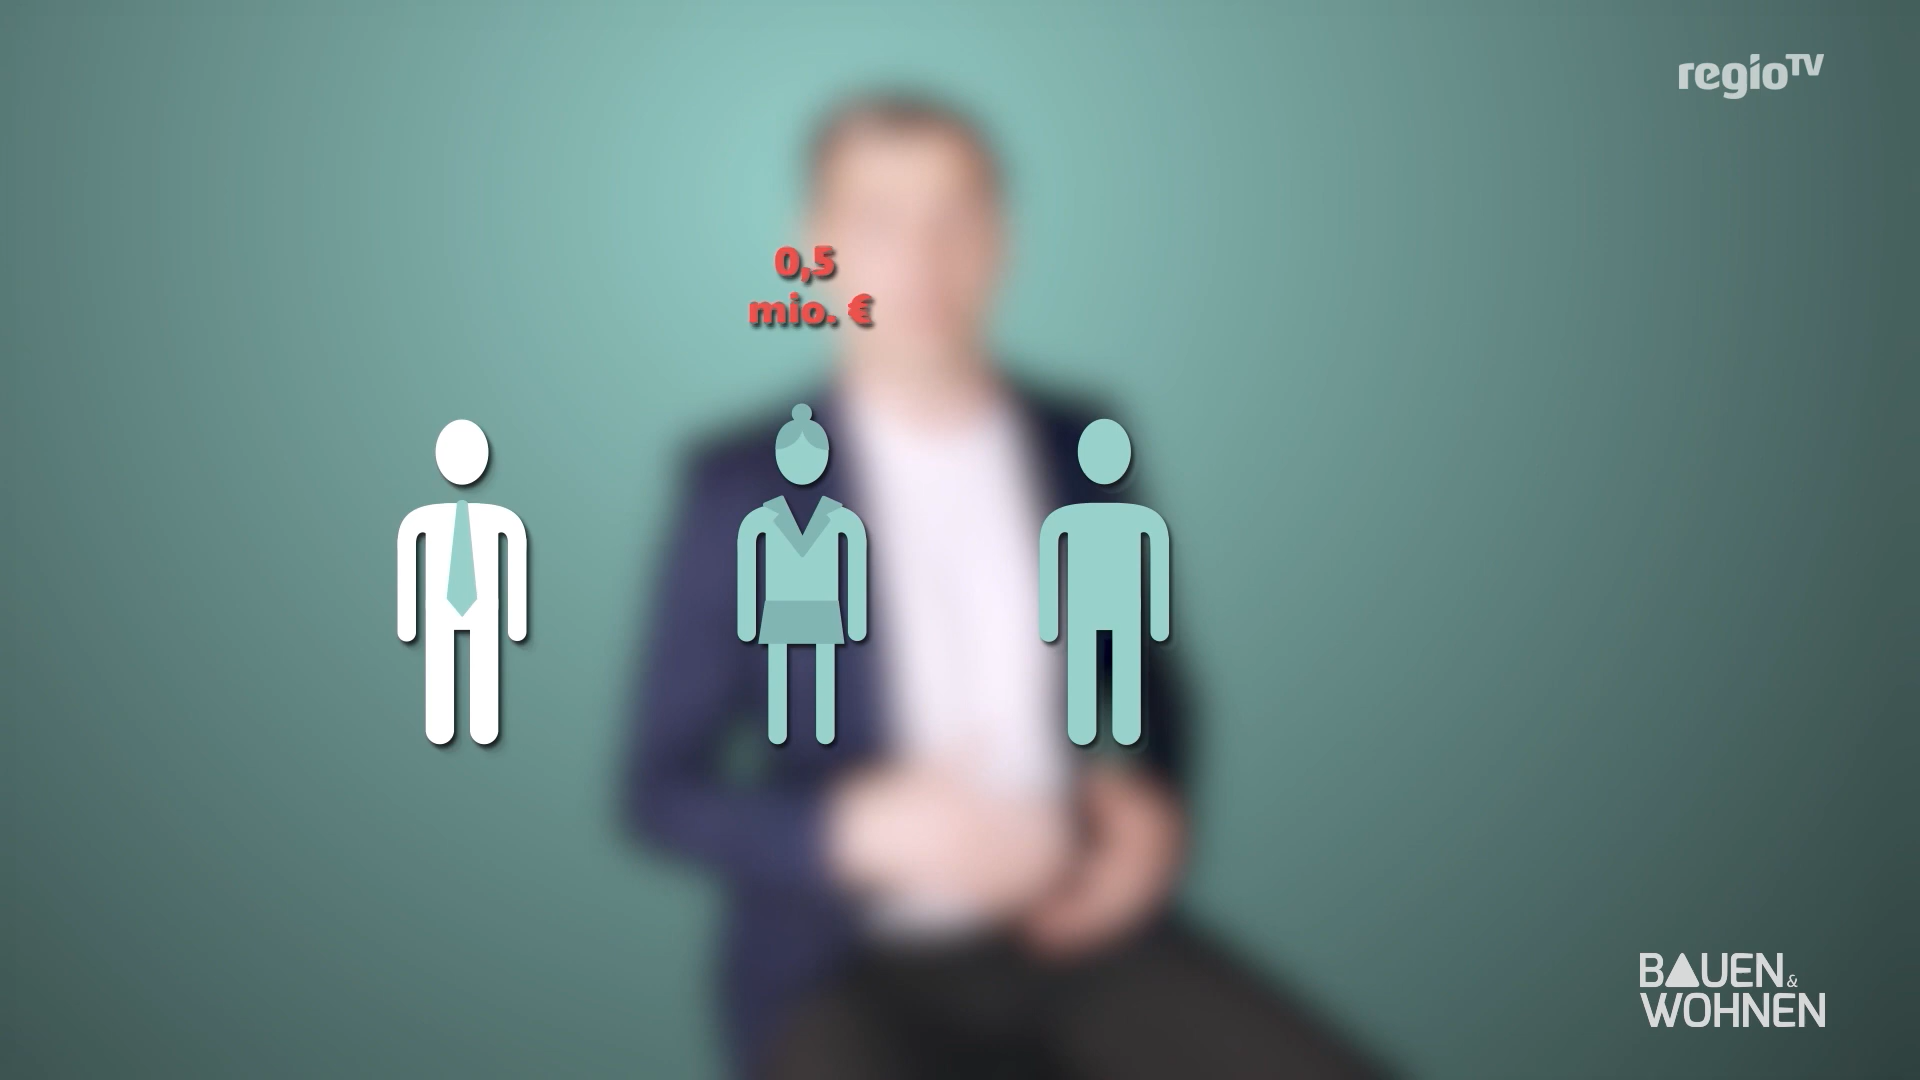 regioTV
0,5
mio. €
BAUEN &
WOHNEN